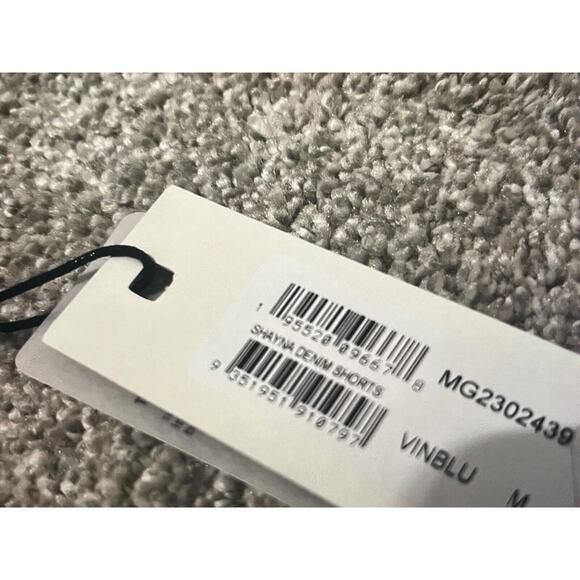 1 95520 09667 8
MG2302439
SHAYNA DENIM SHORTS
9 351951 910797
VINBLU M